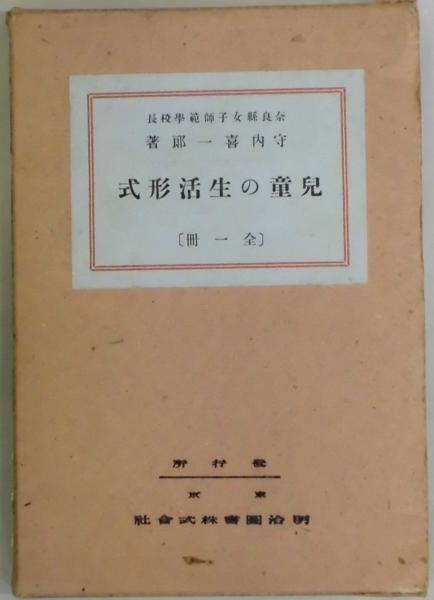 奈良縣女子師範學校長
守内喜一郎著
兒童の生活形式
〔全一冊〕
發行所
東京
明治圖書株式會社